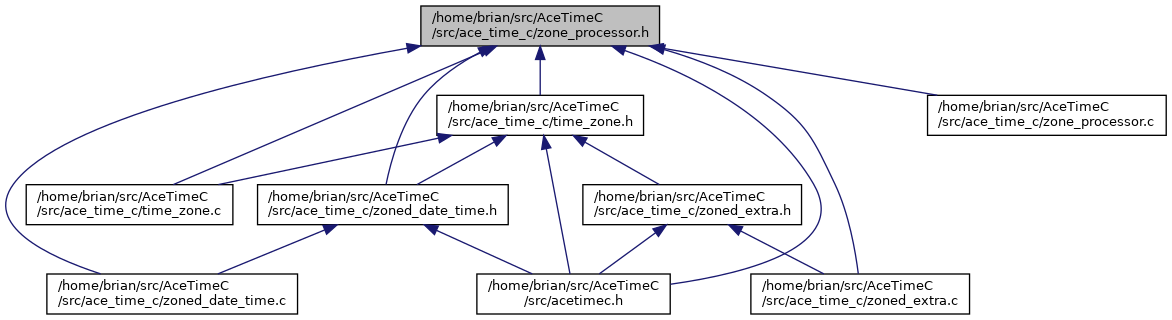 /home/brian/src/AceTimeC
/src/ace_time_c/zone_processor.h
/home/brian/src/AceTimeC
/src/ace_time_c/time_zone.h
/home/brian/src/AceTimeC
/src/ace_time_c/zone_processor.c
/home/brian/src/AceTimeC
/src/ace_time_c/time_zone.c
/home/brian/src/AceTimeC
/src/ace_time_c/zoned_date_time.h
/home/brian/src/AceTimeC
/src/ace_time_c/zoned_extra.h
/home/brian/src/AceTimeC
/src/ace_time_c/zoned_date_time.c
/home/brian/src/AceTimeC
/src/acetimec.h
/home/brian/src/AceTimeC
/src/ace_time_c/zoned_extra.c